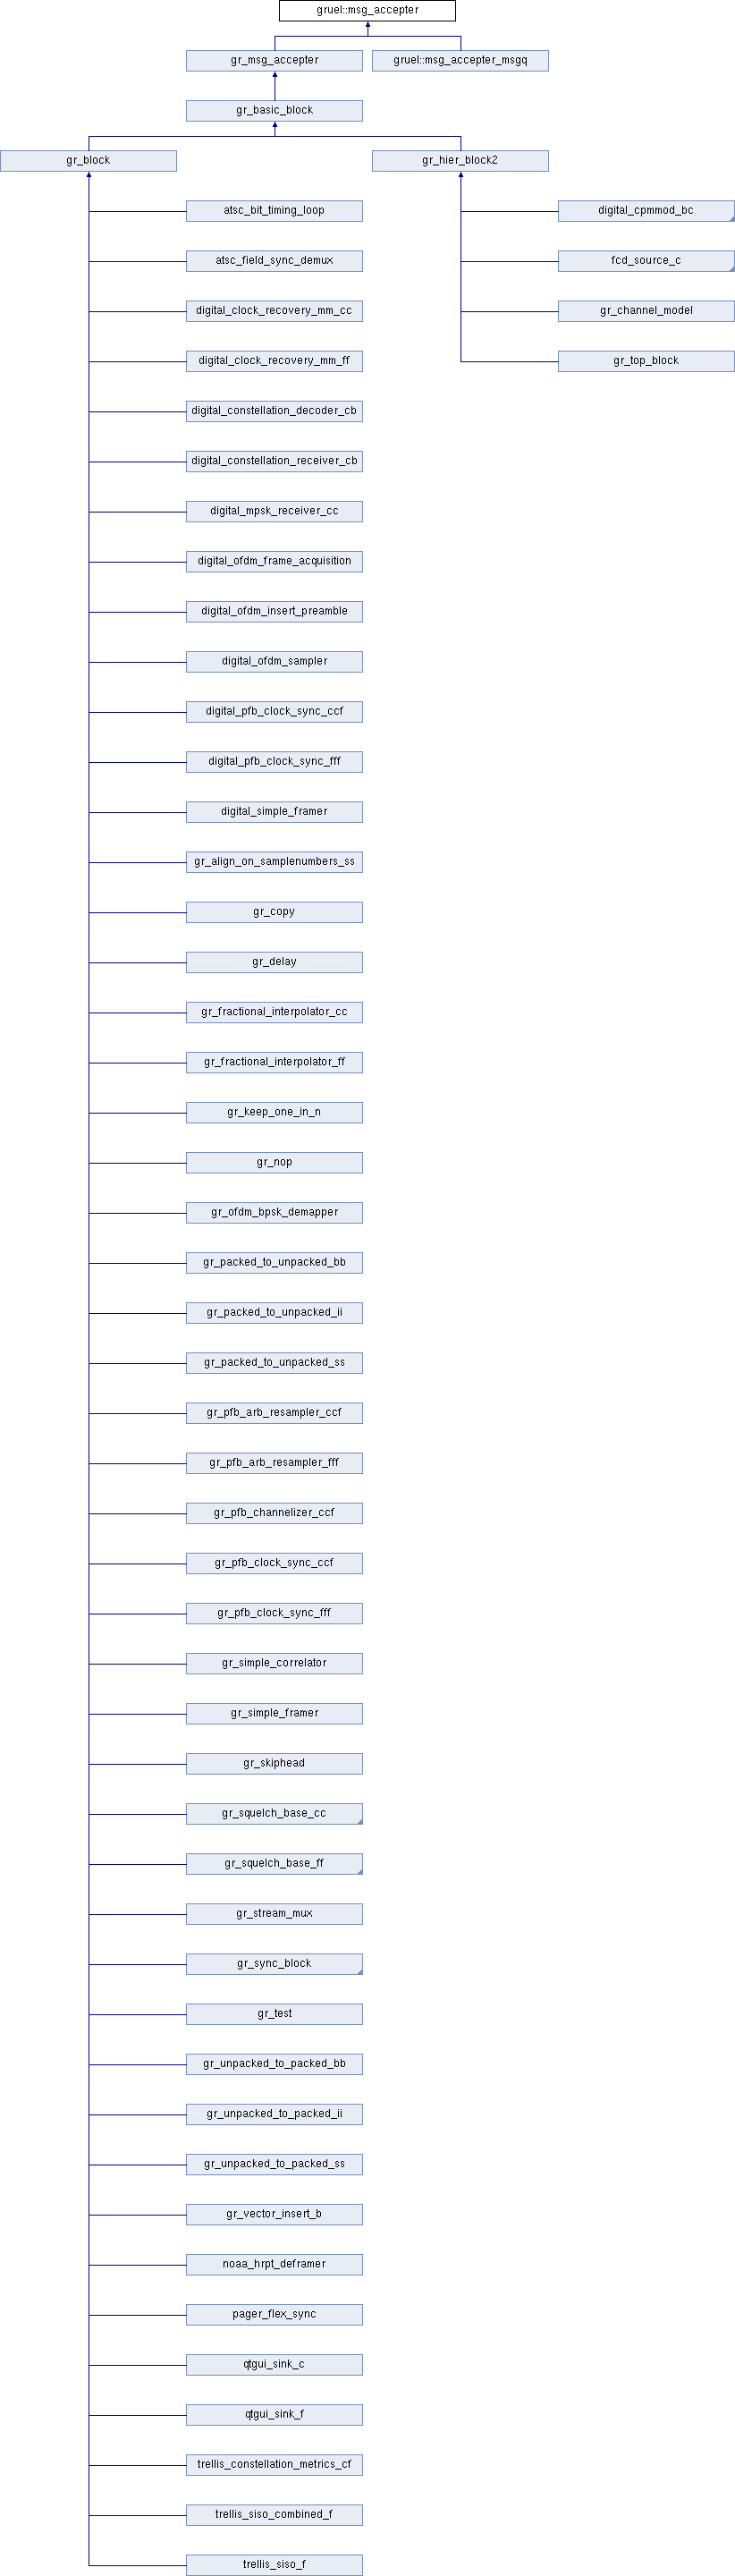 gruel::msg_accepter
gr_msg_accepter
gruel::msg_accepter_msgq
gr_basic_block
gr_block
gr_hier_block2
atsc_bit_timing_loop
digital_cpmmod_bc
atsc_field_sync_demux
fcd_source_c
digital_clock_recovery_mm_cc
gr_channel_model
digital_clock_recovery_mm_ff
gr_top_block
digital_constellation_decoder_cb
digital_constellation_receiver_cb
digital_mpsk_receiver_cc
digital_ofdm_frame_acquisition
digital_ofdm_insert_preamble
digital_ofdm_sampler
digital_pfb_clock_sync_ccf
digital_pfb_clock_sync_fff
digital_simple_framer
gr_align_on_samplenumbers_ss
gr_copy
gr_delay
gr_fractional_interpolator_cc
gr_fractional_interpolator_ff
gr_keep_one_in_n
gr_nop
gr_ofdm_bpsk_demapper
gr_packed_to_unpacked_bb
gr_packed_to_unpacked_ii
gr_packed_to_unpacked_ss
gr_pfb_arb_resampler_ccf
gr_pfb_arb_resampler_fff
gr_pfb_channelizer_ccf
gr_pfb_clock_sync_ccf
gr_pfb_clock_sync_fff
gr_simple_correlator
gr_simple_framer
gr_skiphead
gr_squelch_base_cc
gr_squelch_base_ff
gr_stream_mux
gr_sync_block
gr_test
gr_unpacked_to_packed_bb
gr_unpacked_to_packed_ii
gr_unpacked_to_packed_ss
gr_vector_insert_b
noaa_hrpt_deframer
pager_flex_sync
qtgui_sink_c
qtgui_sink_f
trellis_constellation_metrics_cf
trellis_siso_combined_f
trellis_siso_f